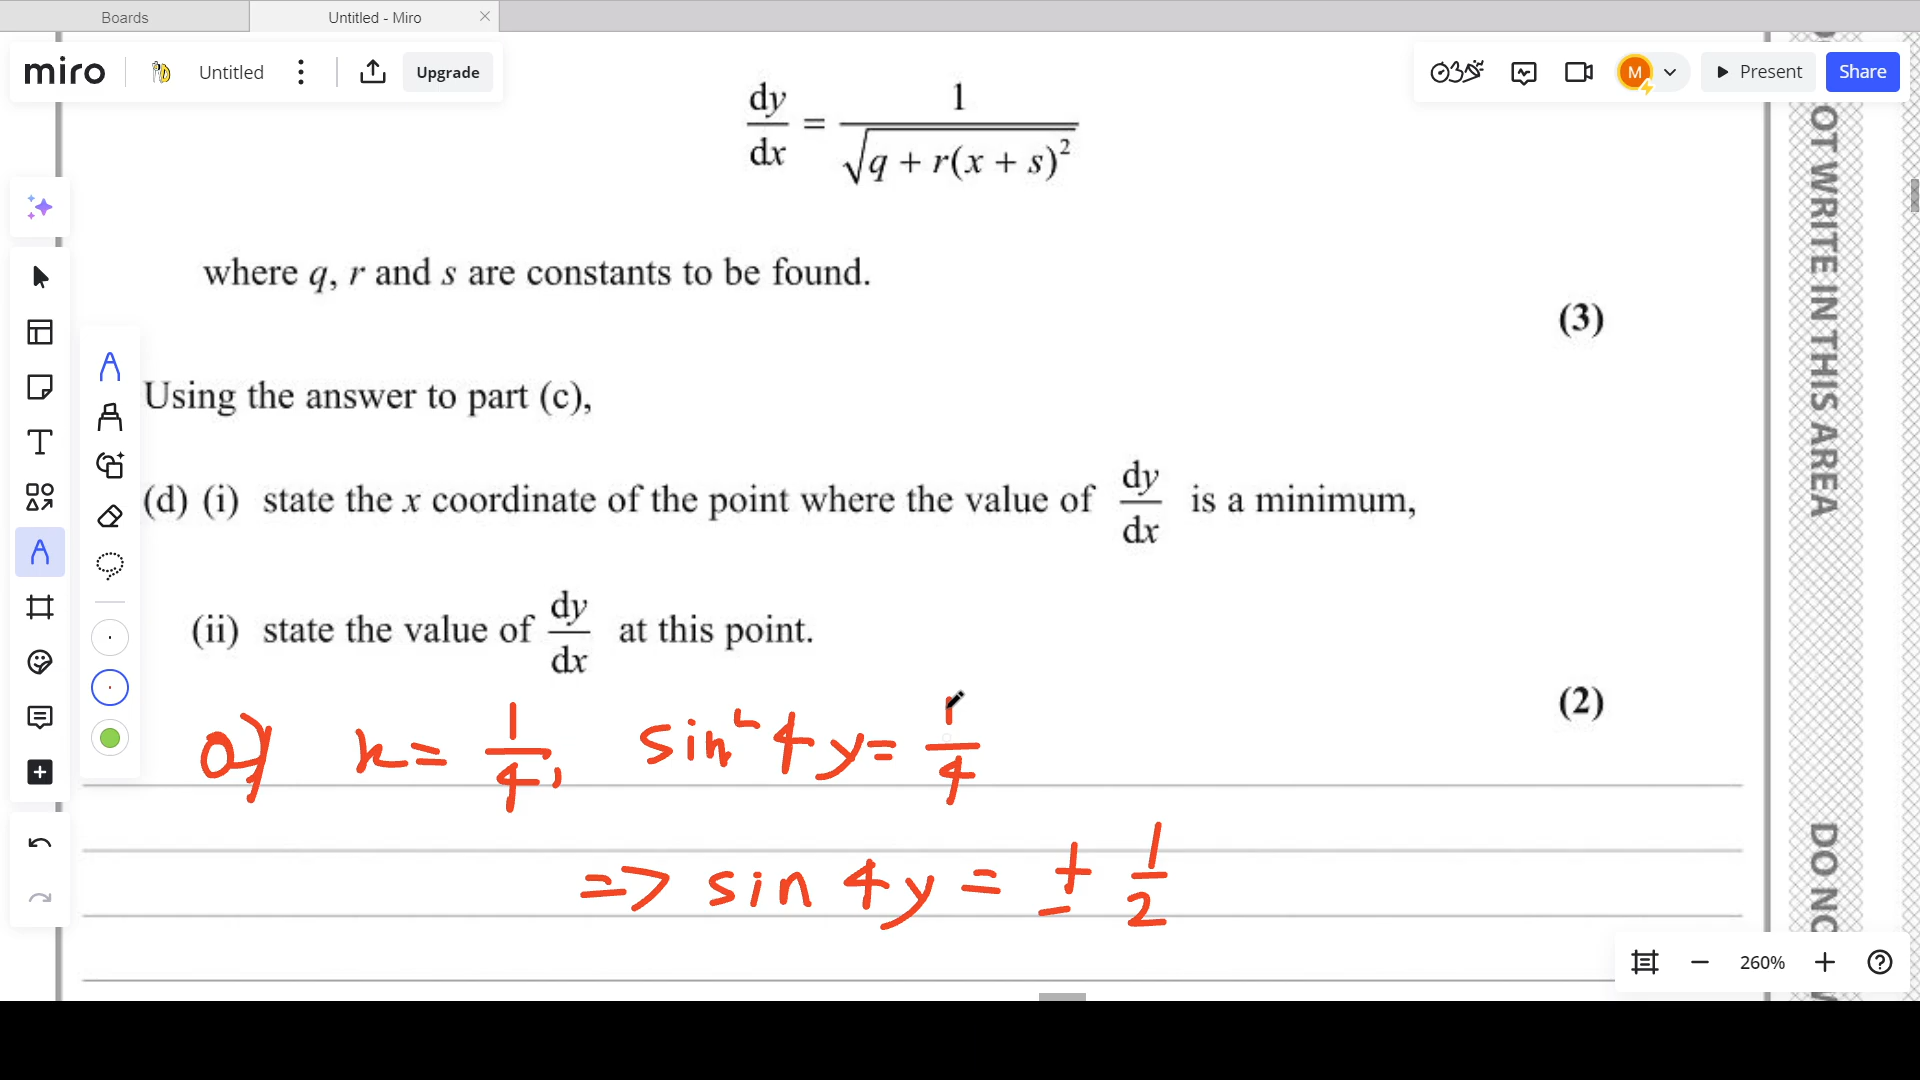 Boards
Untitled - Miro
miro
Untitled
Upgrade
M
Present
Share
dy/dx = 1/√(q + r(x + s)²)
where q, r and s are constants to be found.
(3)
Using the answer to part (c),
(d) (i) state the x coordinate of the point where the value of dy/dx is a minimum,
(ii) state the value of dy/dx at this point.
(2)
a) x = 1/4, sin² 4y = 1/4
=> sin 4y = ± 1/2
OT WRITE IN THIS AREA
DO NO
260%